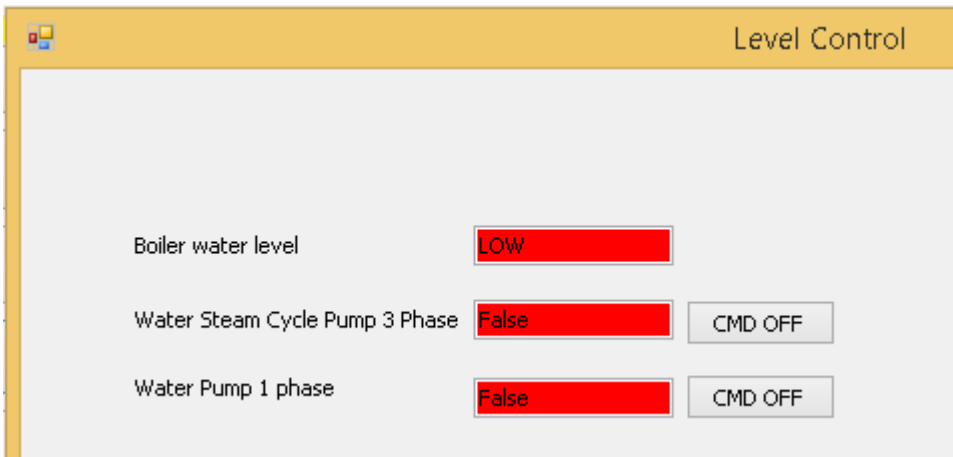 Level Control
Boiler water level LOW
Water Steam Cycle Pump 3 Phase False CMD OFF
Water Pump 1 phase False CMD OFF